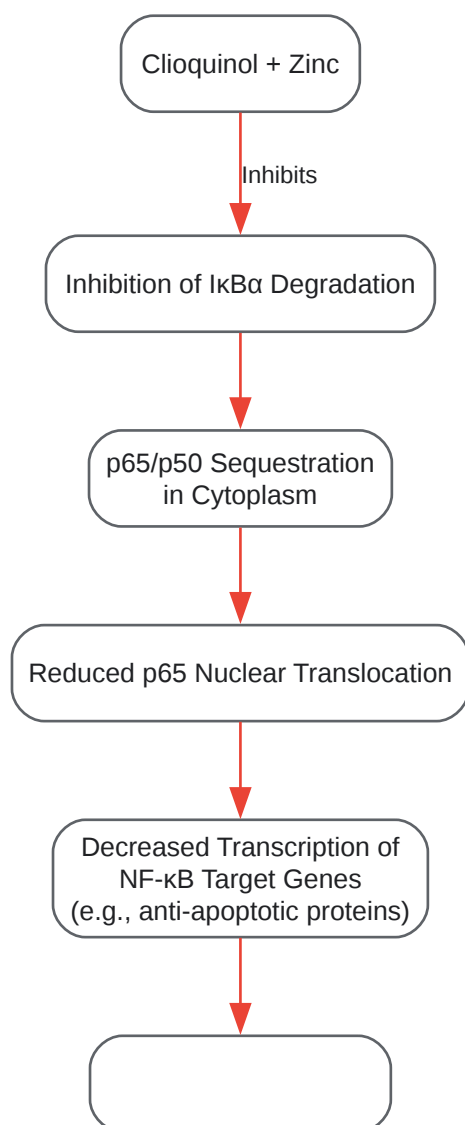 Clioquinol + Zinc
Inhibits
Inhibition of IκBα Degradation
p65/p50 Sequestration
in Cytoplasm
Reduced p65 Nuclear Translocation
Decreased Transcription of
NF-κB Target Genes
(e.g., anti-apoptotic proteins)